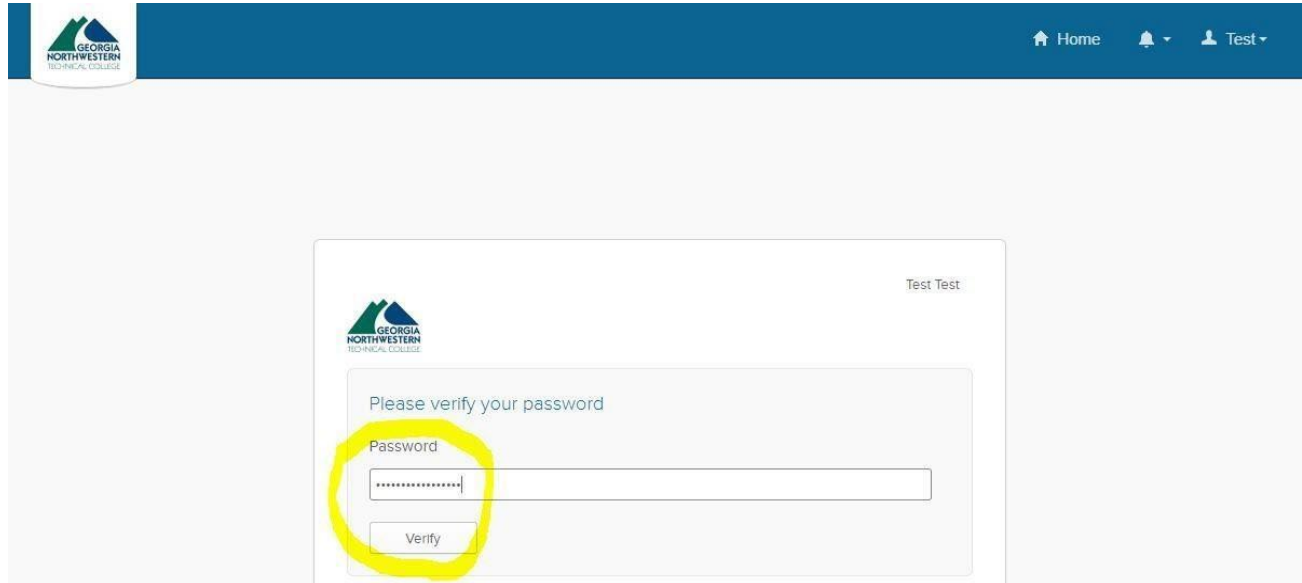 GEORGIA
NORTHWESTERN
TECHNICAL COLLEGE
Home
Test
Test Test
GEORGIA
NORTHWESTERN
TECHNICAL COLLEGE
Please verify your password
Password
•••••••••••••••••
Verify